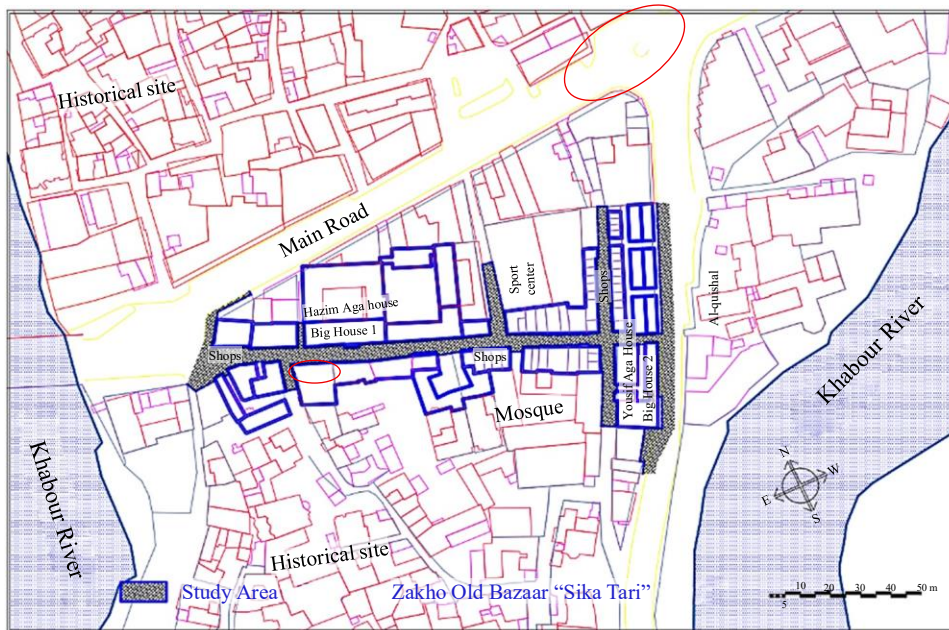 Historical site
Main Road
Sport
center
Shops
Al-quishal
Hazim Aga house
Big House 1
Shops
Shops
Yousif Aga House
Big House 2
Khabour River
Mosque
Khabour River
N
W
E
S
Historical site
Study Area
Zakho Old Bazaar “Sika Tari”
10 20 30 40 50 m
5